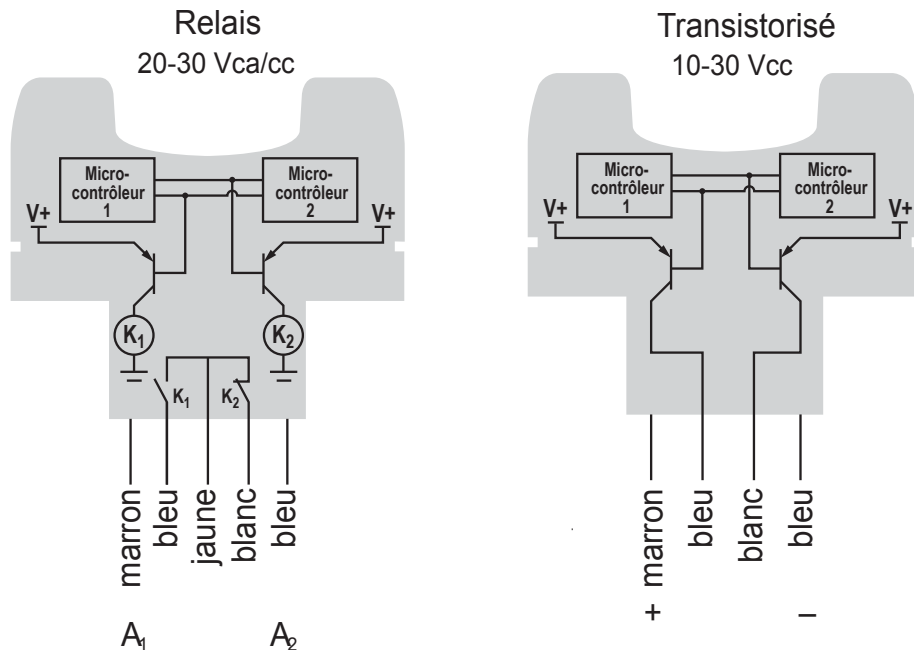 Relais
20-30 Vca/cc
Micro-
contrôleur
1
Micro-
contrôleur
2
V+
V+
K1
K2
K1
K2
marron
bleu
jaune
blanc
bleu
A1
A2
Transistorisé
10-30 Vcc
Micro-
contrôleur
1
Micro-
contrôleur
2
V+
V+
marron
bleu
blanc
bleu
+
–